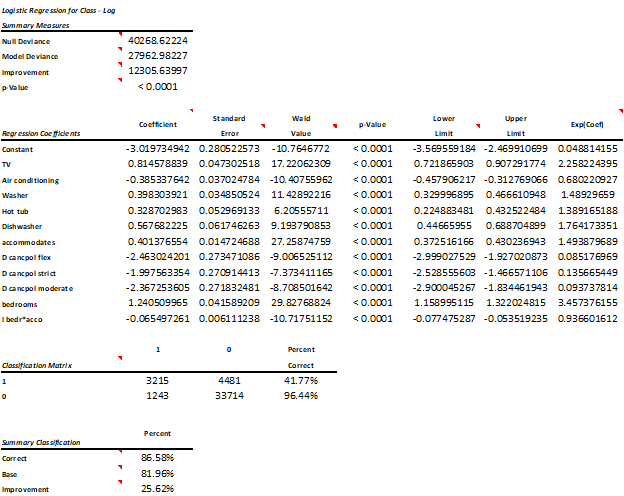 Logistic Regression for Class - Log
Summary Measures
Null Deviance 40268.62224
Model Deviance 27962.98227
Improvement 12305.63997
p-Value < 0.0001
Coefficient Standard Wald p-Value Lower Upper Exp(Coef)
Regression Coefficients Error Value Limit Limit
Constant -3.019734942 0.280522573 -10.7646772 < 0.0001 -3.569559184 -2.469910699 0.048814155
TV 0.814578839 0.047302518 17.22062309 < 0.0001 0.721865903 0.907291774 2.258224395
Air conditioning -0.385337642 0.037024784 -10.40755962 < 0.0001 -0.457906217 -0.312769066 0.680220927
Washer 0.398303921 0.034850524 11.42892216 < 0.0001 0.329996895 0.466610948 1.48929659
Hot tub 0.328702983 0.052969133 6.20555711 < 0.0001 0.224883481 0.432522484 1.389165188
Dishwasher 0.567682225 0.061746263 9.193790853 < 0.0001 0.44665955 0.688704899 1.764173351
accommodates 0.401376554 0.014724688 27.25874759 < 0.0001 0.372516166 0.430236943 1.493879689
D cancpol flex -2.463024201 0.273471086 -9.006525112 < 0.0001 -2.999027529 -1.927020873 0.085176969
D cancpol strict -1.997563354 0.270914413 -7.373411165 < 0.0001 -2.528555603 -1.466571106 0.135665449
D cancpol moderate -2.367253605 0.271832481 -8.708501642 < 0.0001 -2.900045267 -1.834461943 0.093737814
bedrooms 1.240509965 0.041589209 29.82768824 < 0.0001 1.158995115 1.322024815 3.457376155
I bedr*acco -0.065497261 0.006111238 -10.71751152 < 0.0001 -0.077475287 -0.053519235 0.936601612
1 0 Percent
Classification Matrix Correct
1 3215 4481 41.77%
0 1243 33714 96.44%
Percent
Summary Classification
Correct 86.58%
Base 81.96%
Improvement 25.62%